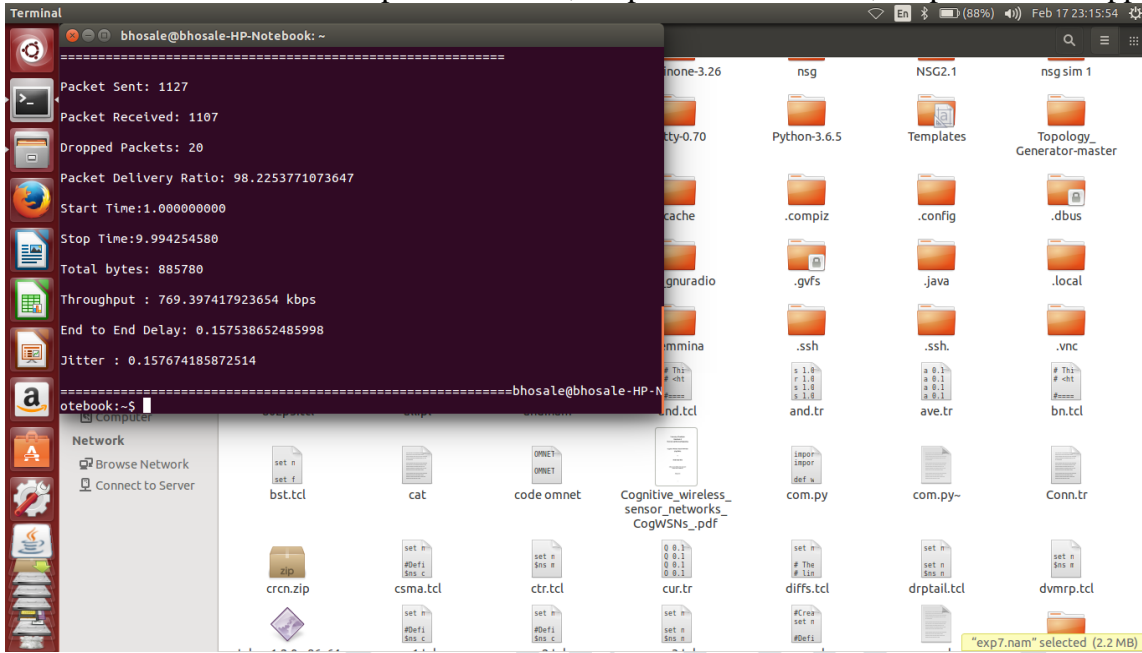 Terminal
En (88%) Feb 17 23:15:54
bhosale@bhosale-HP-Notebook: ~
===========================================================
Packet Sent: 1127
Packet Received: 1107
Dropped Packets: 20
Packet Delivery Ratio: 98.2253771073647
Start Time:1.000000000
Stop Time:9.994254580
Total bytes: 885780
Throughput : 769.397417923654 kbps
End to End Delay: 0.157538652485998
Jitter : 0.157674185872514
============================================================bhosale@bhosale-HP-N
otebook:~$
inone-3.26 nsg NSG2.1 nsg sim 1
tty-0.70 Python-3.6.5 Templates Topology_
Generator-master
cache .compiz .config .dbus
gnuradio .gvfs .java .local
emmina .ssh .ssh. .vnc
nd.tcl and.tr ave.tr bn.tcl
Computer
Network
Browse Network
Connect to Server
bst.tcl cat code omnet Cognitive_wireless_
sensor_networks_
CogWSNs_.pdf com.py com.py~ Conn.tr
zip
crcn.zip csma.tcl ctr.tcl cur.tr diffs.tcl drptail.tcl dvmrp.tcl
"exp7.nam" selected (2.2 MB)